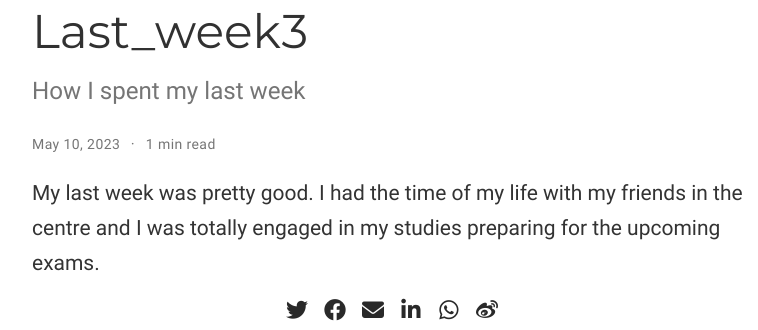 Last_week3
How I spent my last week
May 10, 2023 · 1 min read
My last week was pretty good. I had the time of my life with my friends in the
centre and I was totally engaged in my studies preparing for the upcoming
exams.